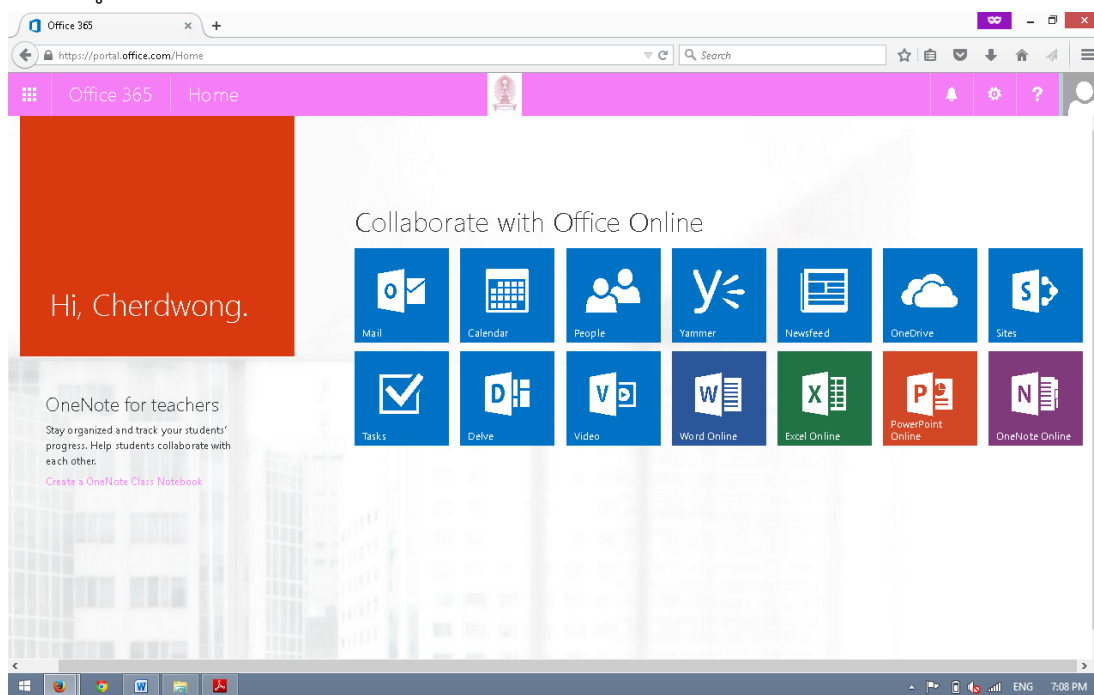 Office 365
https://portal.office.com/Home
Search
Office 365 Home
Hi, Cherdwong.
Collaborate with Office Online
Mail
Calendar
People
Yammer
Newsfeed
OneDrive
Sites
Tasks
Delve
Video
Word Online
Excel Online
PowerPoint
Online
OneNote Online
OneNote for teachers
Stay organized and track your students'
progress. Help students collaborate with
each other.
Create a OneNote Class Notebook
ENG 7:08 PM